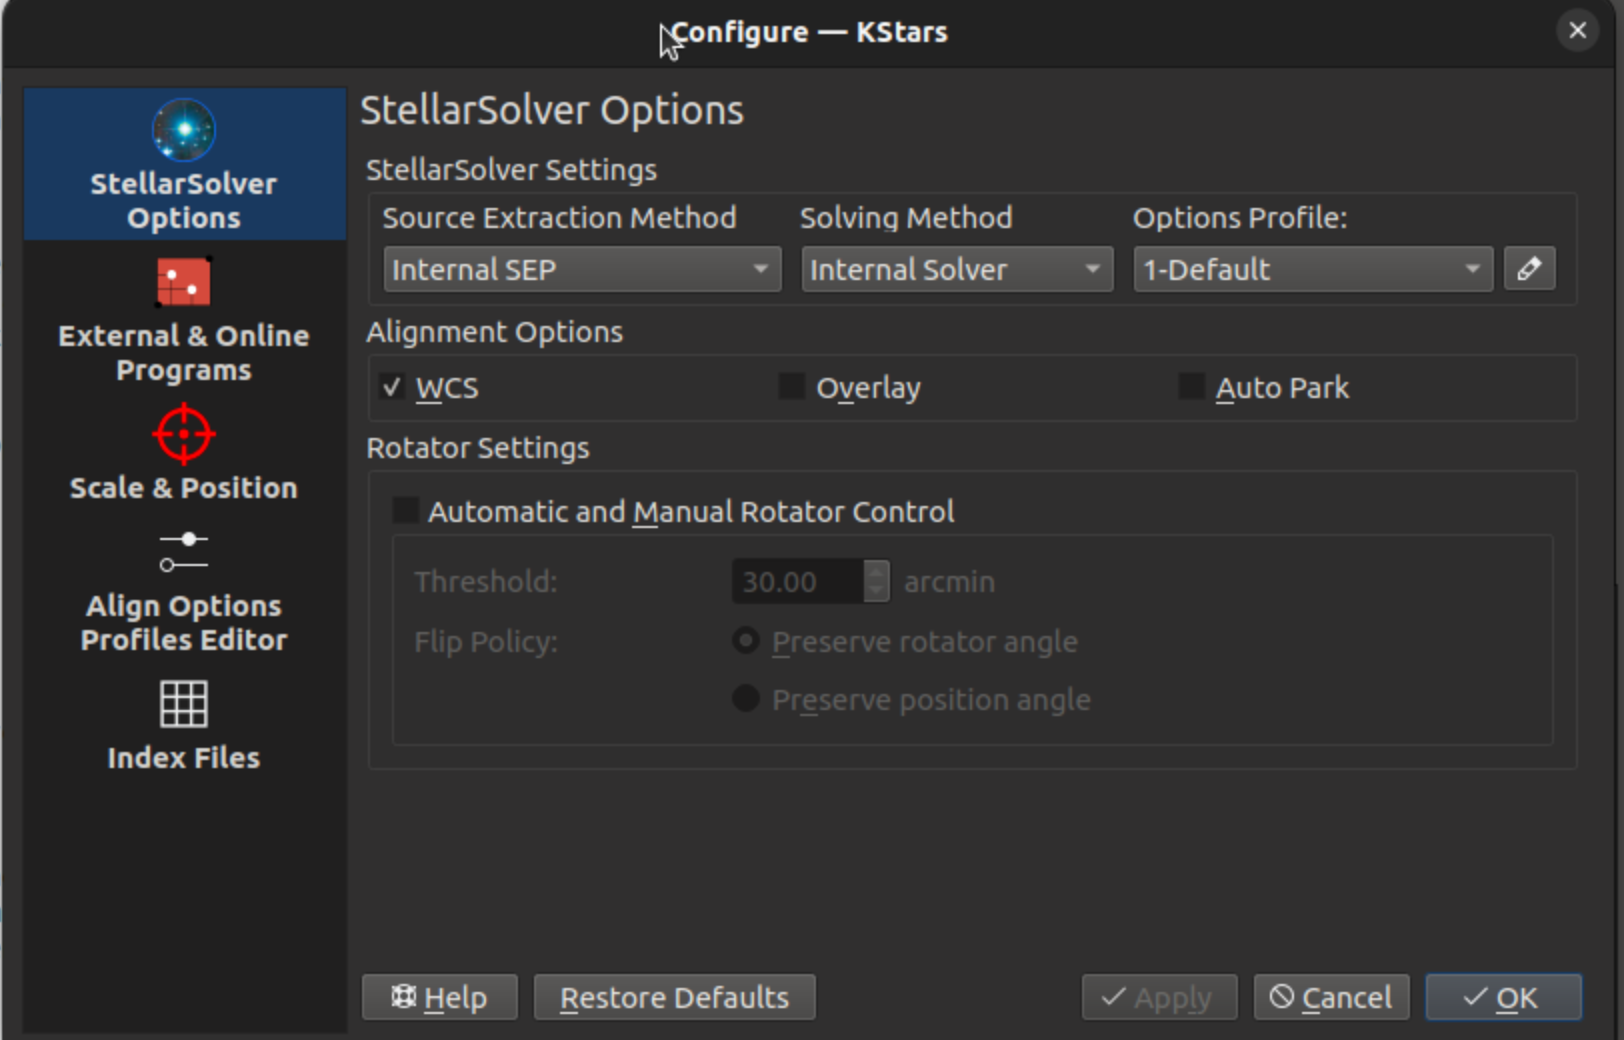 Configure — KStars
StellarSolver
Options
External & Online
Programs
Scale & Position
Align Options
Profiles Editor
Index Files
StellarSolver Options
StellarSolver Settings
Source Extraction Method Solving Method Options Profile:
Internal SEP Internal Solver 1-Default
Alignment Options
WCS Overlay Auto Park
Rotator Settings
Automatic and Manual Rotator Control
Threshold: 30.00 arcmin
Flip Policy: Preserve rotator angle
Preserve position angle
Help Restore Defaults Apply Cancel OK